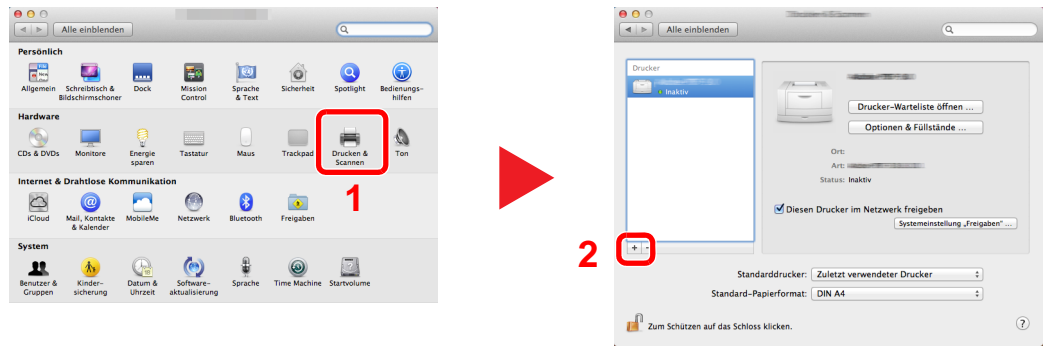 Alle einblenden
Persönlich
Allgemein
Schreibtisch &
Bildschirmschoner
Dock
Mission
Control
Sprache
& Text
Sicherheit
Spotlight
Bedienungs-
hilfen
Hardware
CDs & DVDs
Monitore
Energie
sparen
Tastatur
Maus
Trackpad
Drucken &
Scannen
Ton
1
Internet & Drahtlose Kommunikation
iCloud
Mail, Kontakte
& Kalender
MobileMe
Netzwerk
Bluetooth
Freigaben
System
Benutzer &
Gruppen
Kinder-
sicherung
Datum &
Uhrzeit
Software-
aktualisierung
Sprache
Time Machine
Startvolume
Alle einblenden
Drucker
Inaktiv
Drucker-Warteliste öffnen ...
Optionen & Füllstände ...
Ort:
Art:
Status: Inaktiv
Diesen Drucker im Netzwerk freigeben
Systemeinstellung „Freigaben“ ...
2
+ -
Standarddrucker: Zuletzt verwendeter Drucker
Standard-Papierformat: DIN A4
Zum Schützen auf das Schloss klicken.
?